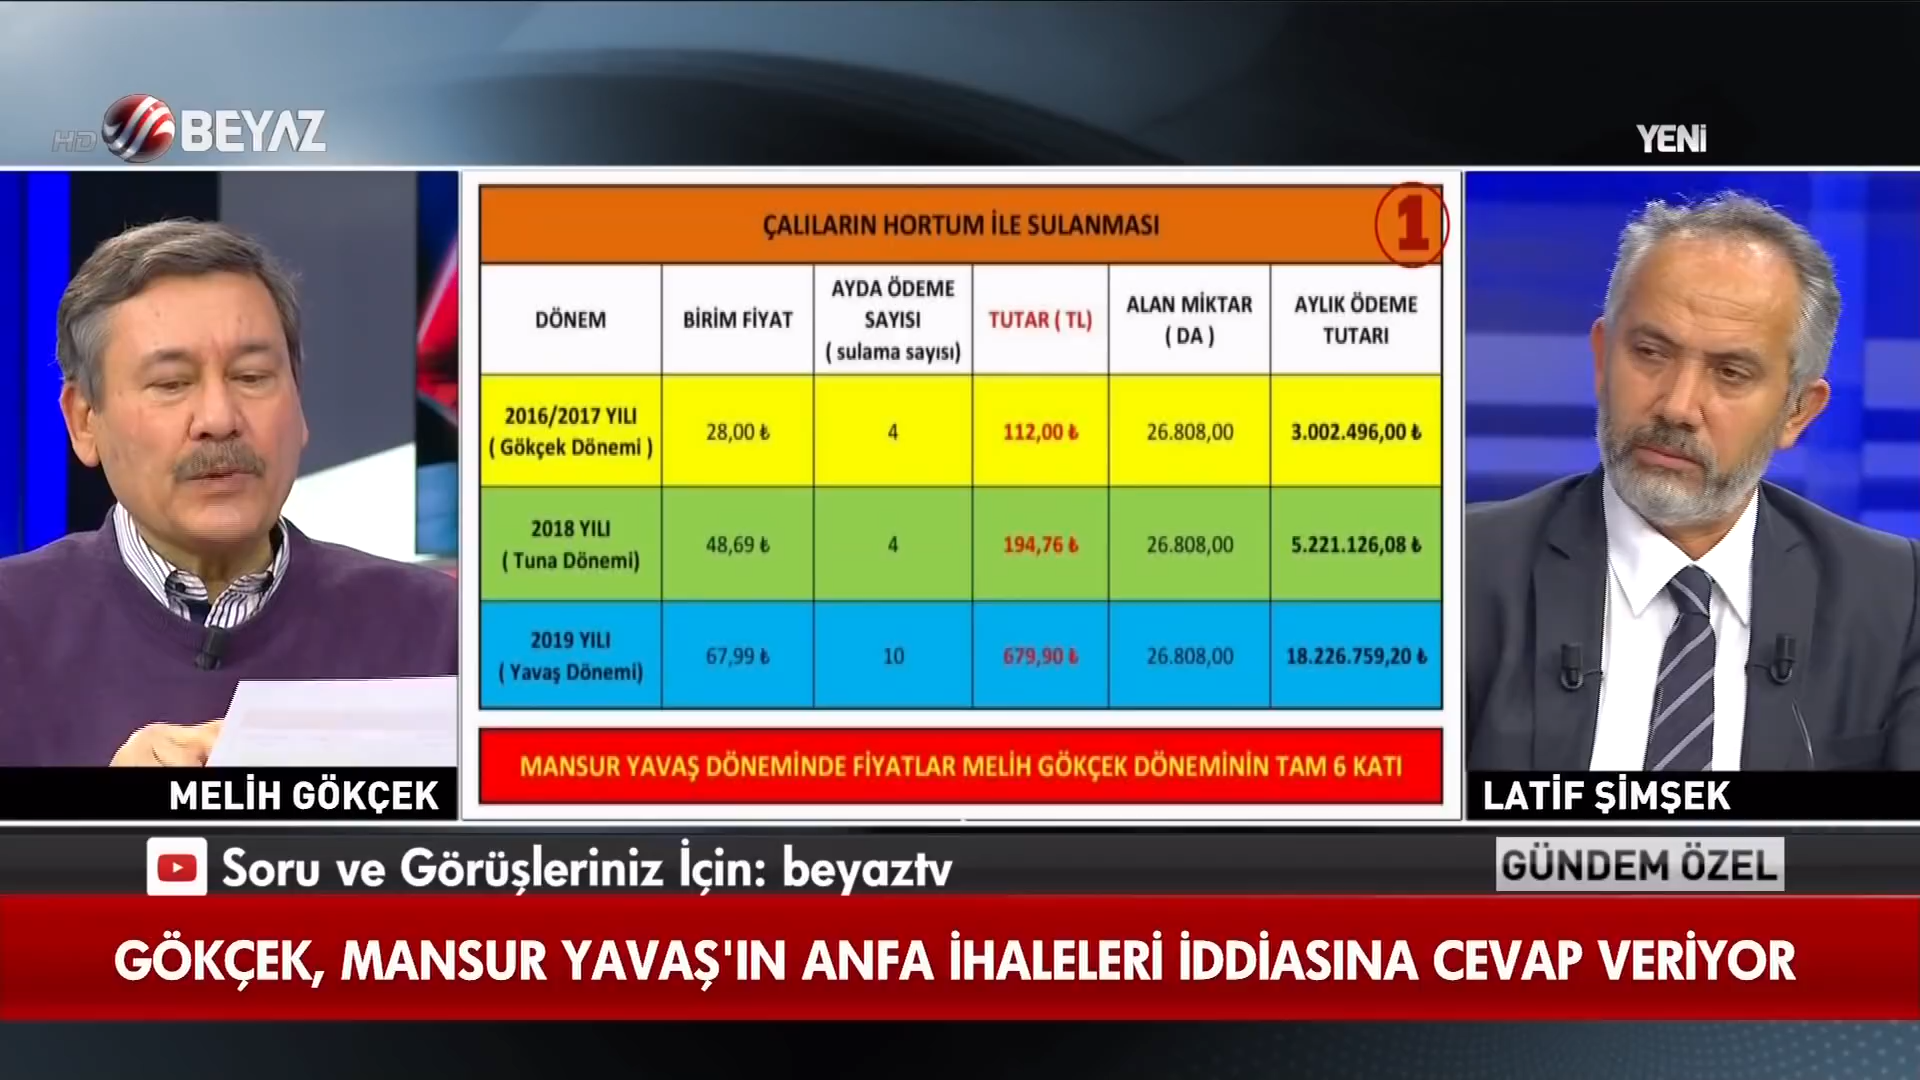 HD BEYAZ
YENİ
ÇALILARIN HORTUM İLE SULANMASI
1
DÖNEM
BİRİM FİYAT
AYDA ÖDEME
SAYISI
( sulama sayısı)
TUTAR ( TL)
ALAN MİKTAR
( DA )
AYLIK ÖDEME
TUTARI
2016/2017 YILI
( Gökçek Dönemi )
28,00 ₺
4
112,00 ₺
26.808,00
3.002.496,00 ₺
2018 YILI
( Tuna Dönemi)
48,69 ₺
4
194,76 ₺
26.808,00
5.221.126,08 ₺
2019 YILI
( Yavaş Dönemi)
67,99 ₺
10
679,90 ₺
26.808,00
18.226.759,20 ₺
MANSUR YAVAŞ DÖNEMİNDE FİYATLAR MELİH GÖKÇEK DÖNEMİNİN TAM 6 KATI
MELİH GÖKÇEK
LATİF ŞİMŞEK
Soru ve Görüşleriniz İçin: beyaztv
GÜNDEM ÖZEL
GÖKÇEK, MANSUR YAVAŞ'IN ANFA İHALELERİ İDDİASINA CEVAP VERİYOR